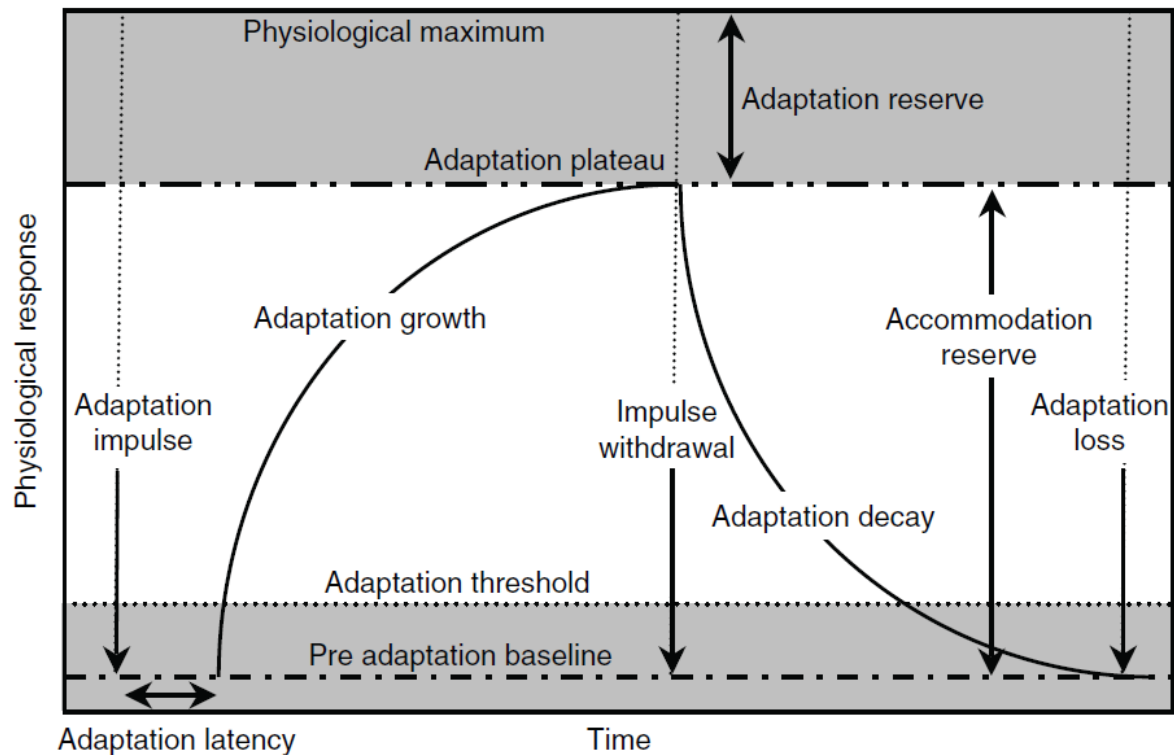 Physiological maximum
Adaptation reserve
Adaptation plateau
Physiological response
Adaptation growth
Accommodation
reserve
Adaptation
impulse
Impulse
withdrawal
Adaptation
loss
Adaptation decay
Adaptation threshold
Pre adaptation baseline
Adaptation latency
Time